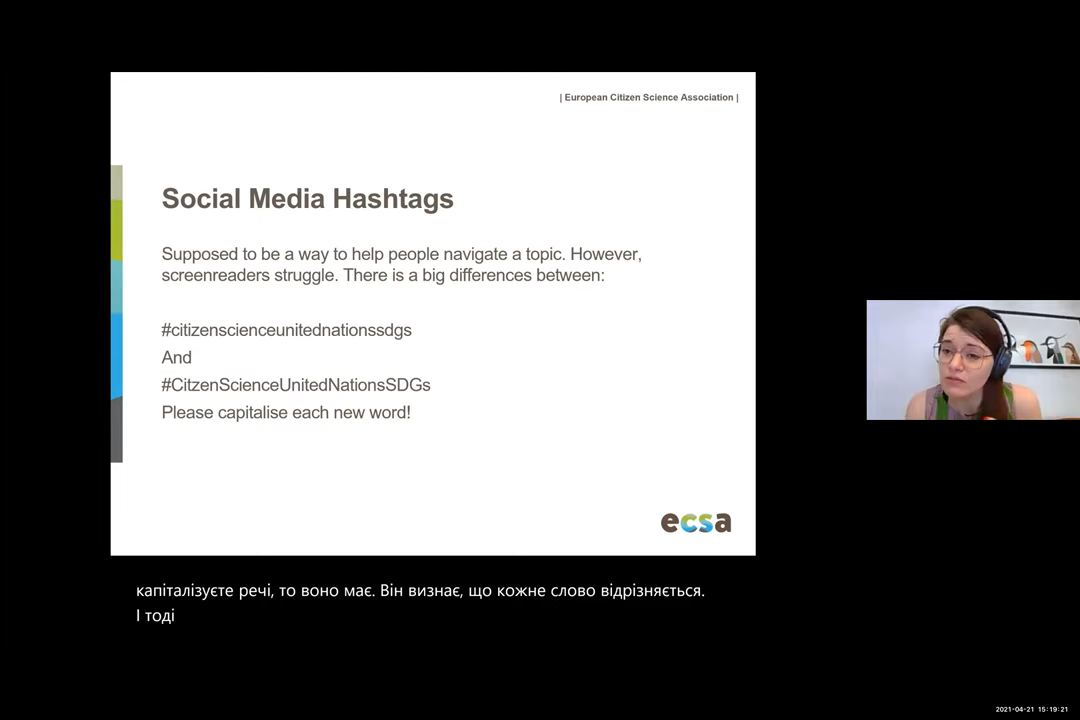 | European Citizen Science Association |
Social Media Hashtags
Supposed to be a way to help people navigate a topic. However,
screenreaders struggle. There is a big differences between:
#citizenscienceunitednationssdgs
And
#CitzenScienceUnitedNationsSDGs
Please capitalise each new word!
ecsa
капіталізуєте речі, то воно має. Він визнає, що кожне слово відрізняється.
І тоді
2021-04-21 15:19:21